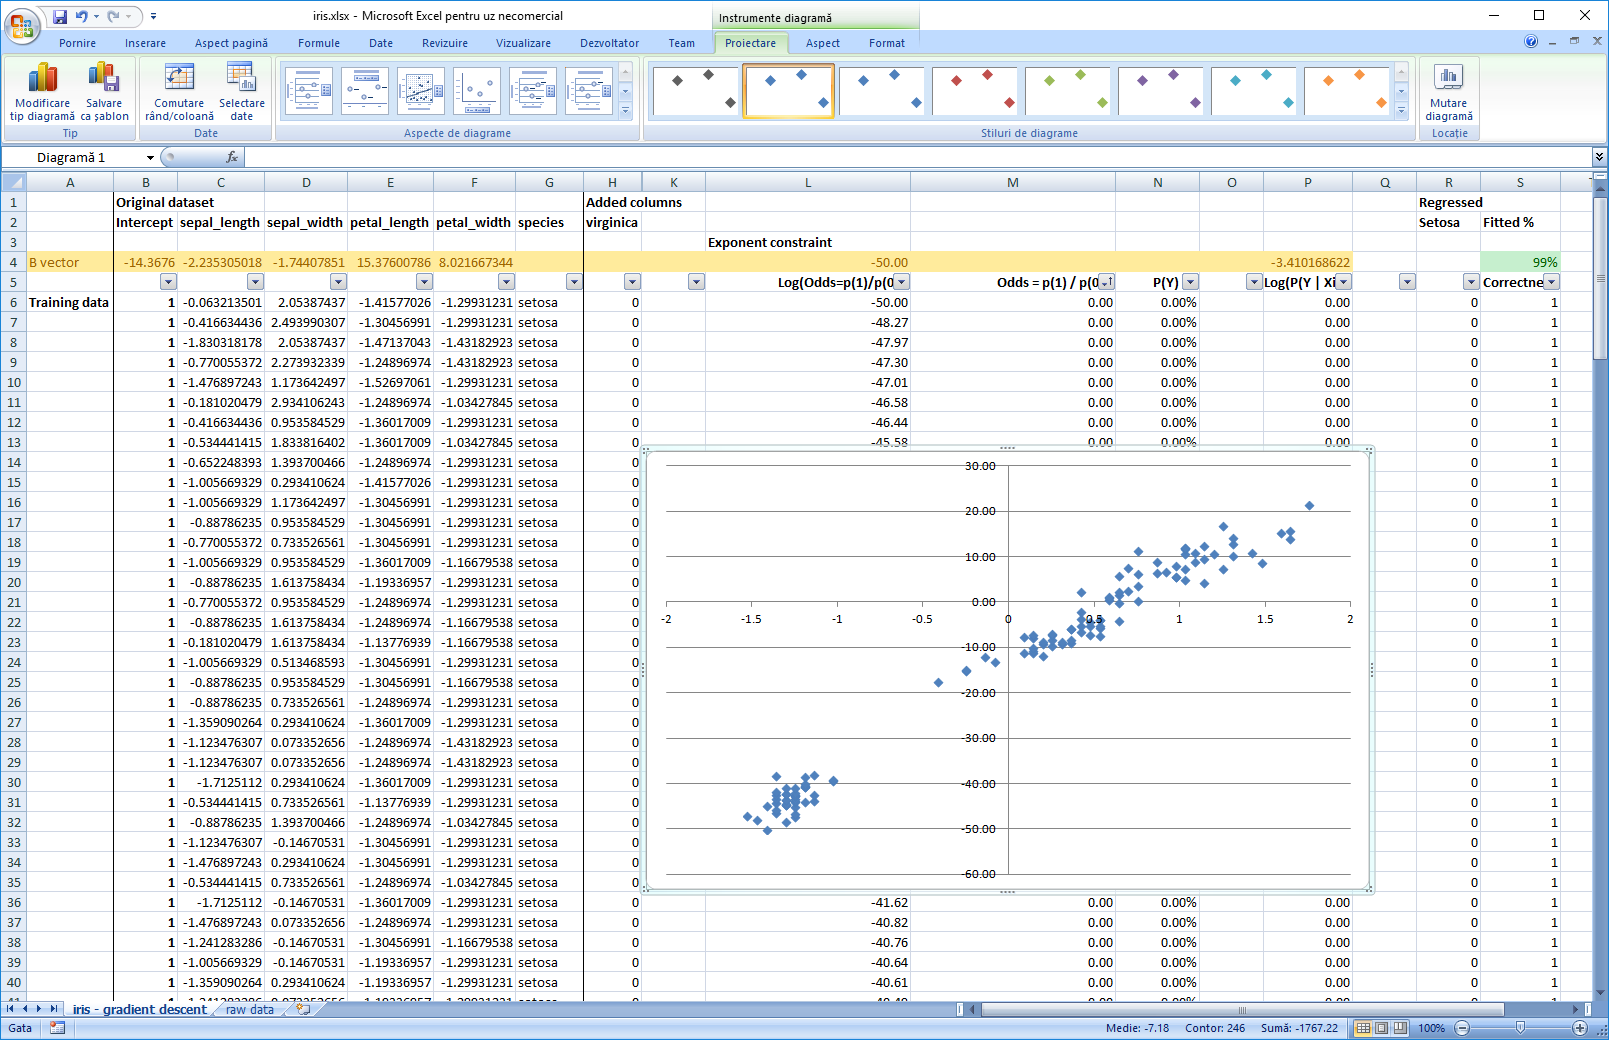 iris.xlsx - Microsoft Excel pentru uz necomercial
Instrumente diagramă
Pornire Inserare Aspect pagină Formule Date Revizuire Vizualizare Dezvoltator Team Proiectare Aspect Format
Modificare tip diagramă
Salvare ca șablon
Tip
Comutare rând/coloană
Selectare date
Date
Aspecte de diagrame
Stiluri de diagrame
Mutare diagramă
Locație
Diagramă 1
fx
A B C D E F G H K L M N O P Q R S
1 Original dataset Added columns Regressed
2 Intercept sepal_length sepal_width petal_length petal_width species virginica Setosa Fitted %
3 Exponent constraint
4 B vector -14.3676 -2.235305018 -1.74407851 15.37600786 8.021667344 -50.00 -3.410168622 99%
5 Log(Odds=p(1)/p(0 Odds = p(1) / p(0 P(Y) Log(P(Y | Xi Correctne
6 Training data 1 -0.063213501 2.05387437 -1.41577026 -1.29931231 setosa 0 -50.00 0.00 0.00% 0.00 0 1
7 1 -0.416634436 2.493990307 -1.30456991 -1.29931231 setosa 0 -48.27 0.00 0.00% 0.00 0 1
8 1 -1.830318178 2.05387437 -1.47137043 -1.43182923 setosa 0 -47.97 0.00 0.00% 0.00 0 1
9 1 -0.770055372 2.273932339 -1.24896974 -1.43182923 setosa 0 -47.30 0.00 0.00% 0.00 0 1
10 1 -1.476897243 1.173642497 -1.52697061 -1.29931231 setosa 0 -47.01 0.00 0.00% 0.00 0 1
11 1 -0.181020479 2.934106243 -1.24896974 -1.03427845 setosa 0 -46.58 0.00 0.00% 0.00 0 1
12 1 -0.416634436 0.953584529 -1.36017009 -1.29931231 setosa 0 -46.44 0.00 0.00% 0.00 0 1
13 1 -0.534441415 1.833816402 -1.36017009 -1.03427845 setosa 0 -45.58 0.00 0.00% 0.00 0 1
14 1 -0.652248393 1.393700466 -1.24896974 -1.29931231 setosa 0 0 1
15 1 -1.005669329 0.293410624 -1.41577026 -1.29931231 setosa 0 0 1
16 1 -1.005669329 1.173642497 -1.30456991 -1.29931231 setosa 0 0 1
17 1 -0.88786235 0.953584529 -1.30456991 -1.29931231 setosa 0 0 1
18 1 -0.770055372 0.733526561 -1.30456991 -1.29931231 setosa 0 0 1
19 1 -1.005669329 0.953584529 -1.36017009 -1.16679538 setosa 0 0 1
20 1 -0.88786235 1.613758434 -1.19336957 -1.29931231 setosa 0 0 1
21 1 -0.770055372 0.953584529 -1.24896974 -1.29931231 setosa 0 0 1
22 1 -0.88786235 1.613758434 -1.24896974 -1.16679538 setosa 0 0 1
23 1 -0.181020479 1.613758434 -1.13776939 -1.16679538 setosa 0 0 1
24 1 -1.005669329 0.513468593 -1.30456991 -1.29931231 setosa 0 0 1
25 1 -0.88786235 0.953584529 -1.30456991 -1.16679538 setosa 0 0 1
26 1 -0.88786235 0.733526561 -1.24896974 -1.29931231 setosa 0 0 1
27 1 -1.359090264 0.293410624 -1.36017009 -1.29931231 setosa 0 0 1
28 1 -1.123476307 0.073352656 -1.24896974 -1.43182923 setosa 0 0 1
29 1 -1.123476307 0.073352656 -1.24896974 -1.43182923 setosa 0 0 1
30 1 -1.7125112 0.293410624 -1.36017009 -1.29931231 setosa 0 0 1
31 1 -0.534441415 0.733526561 -1.13776939 -1.29931231 setosa 0 0 1
32 1 -0.88786235 1.393700466 -1.24896974 -1.03427845 setosa 0 0 1
33 1 -1.123476307 -0.14670531 -1.30456991 -1.29931231 setosa 0 0 1
34 1 -1.476897243 0.293410624 -1.30456991 -1.29931231 setosa 0 0 1
35 1 -0.534441415 0.733526561 -1.24896974 -1.03427845 setosa 0 0 1
36 1 -1.7125112 -0.14670531 -1.36017009 -1.29931231 setosa 0 -41.62 0.00 0.00% 0.00 0 1
37 1 -1.476897243 0.073352656 -1.24896974 -1.29931231 setosa 0 -40.82 0.00 0.00% 0.00 0 1
38 1 -1.241283286 -0.14670531 -1.30456991 -1.16679538 setosa 0 -40.76 0.00 0.00% 0.00 0 1
39 1 -1.005669329 -0.14670531 -1.19336957 -1.29931231 setosa 0 -40.64 0.00 0.00% 0.00 0 1
40 1 -1.359090264 0.293410624 -1.19336957 -1.29931231 setosa 0 -40.61 0.00 0.00% 0.00 0 1
30.00
20.00
10.00
0.00
-2 -1.5 -1 -0.5 0 0.5 1 1.5 2
-10.00
-20.00
-30.00
-40.00
-50.00
-60.00
iris - gradient descent raw data
Gata Medie: -7.18 Contor: 246 Sumă: -1767.22 100%